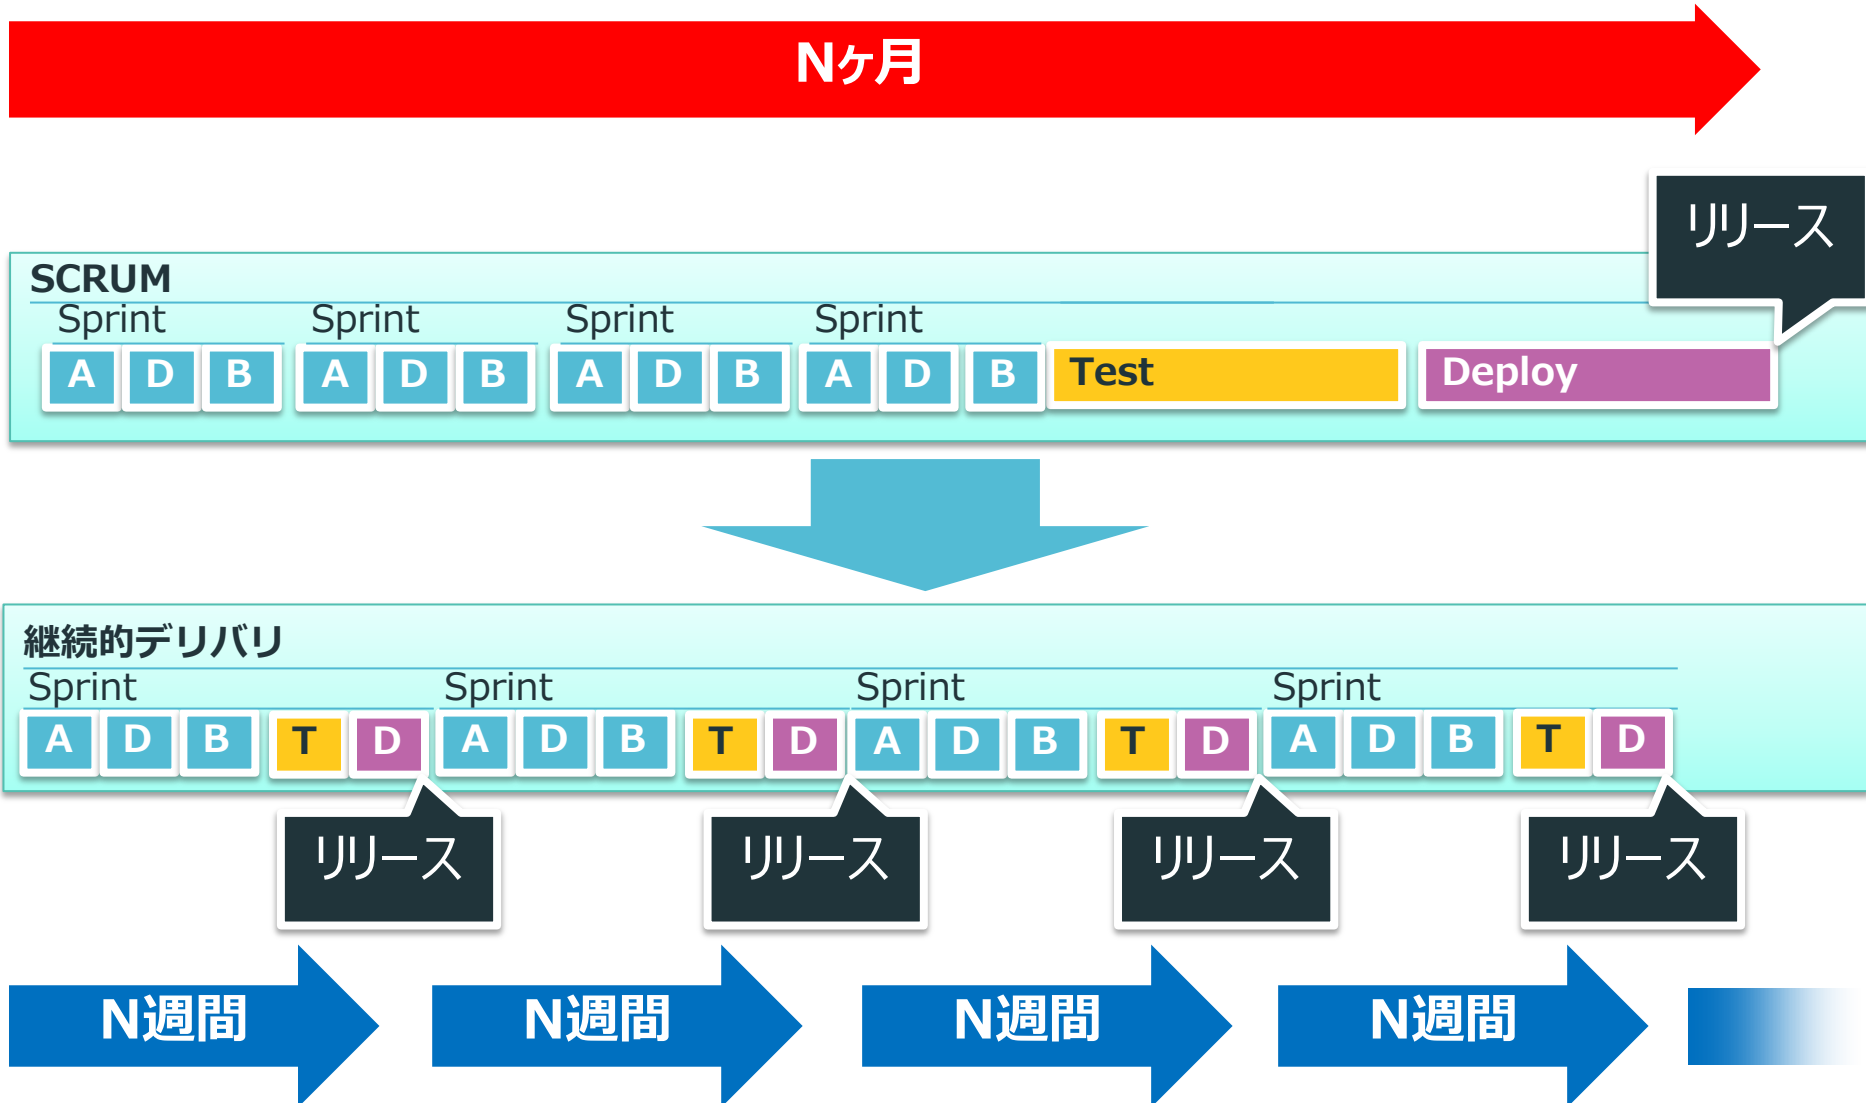 Nヶ月
リリース
SCRUM
Sprint Sprint Sprint Sprint
A D B A D B A D B A D B Test Deploy
継続的デリバリ
Sprint Sprint Sprint Sprint
A D B T D A D B T D A D B T D A D B T D
リリース リリース リリース リリース
N週間 N週間 N週間 N週間